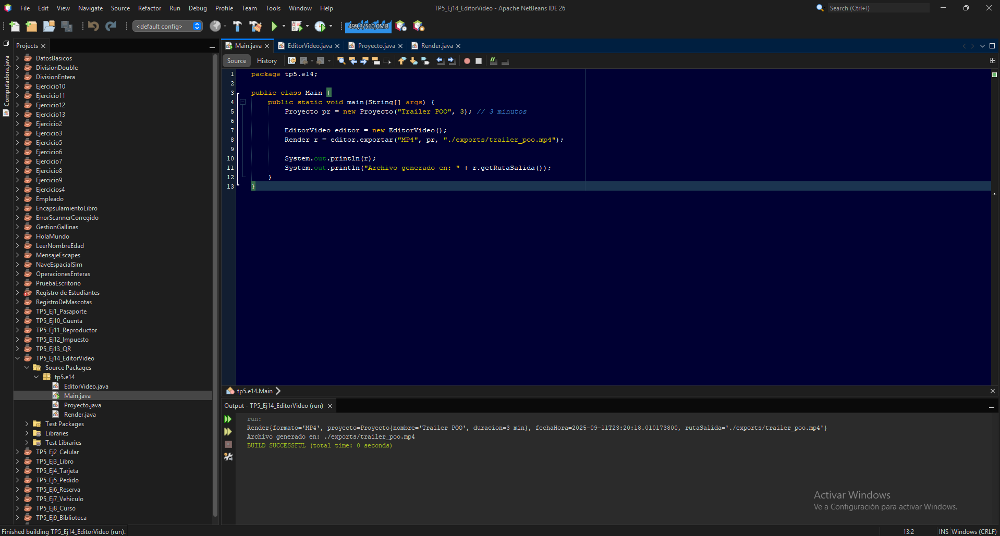 File Edit View Navigate Source Refactor Run Debug Profile Team Tools Window Help
TP5_Ej14_EditorVideo - Apache NetBeans IDE 26
Search (Ctrl+I)
<default config>
499,3/560,0MB
Computadora.java
Projects
DatosBasicos
DivisionDouble
DivisionEntera
Ejercicio10
Ejercicio11
Ejercicio12
Ejercicio13
Ejercicio2
Ejercicio3
Ejercicio5
Ejercicio6
Ejercicio7
Ejercicio8
Ejercicio9
Ejercicios4
Empleado
EncapsulamientoLibro
ErrorScannerCorregido
GestionGallinas
HolaMundo
LeerNombreEdad
MensajeEscapes
NaveEspacialSim
OperacionesEnteras
PruebaEscritorio
Registro de Estudiantes
RegistroDeMascotas
TP5_Ej1_Pasaporte
TP5_Ej10_Cuenta
TP5_Ej11_Reproductor
TP5_Ej12_Impuesto
TP5_Ej13_QR
TP5_Ej14_EditorVideo
Source Packages
tp5.e14
EditorVideo.java
Main.java
Proyecto.java
Render.java
Test Packages
Libraries
Test Libraries
TP5_Ej2_Celular
TP5_Ej3_Libro
TP5_Ej4_Tarjeta
TP5_Ej5_Pedido
TP5_Ej6_Reserva
TP5_Ej7_Vehiculo
TP5_Ej8_Curso
TP5_Ej9_Biblioteca
Main.java EditorVideo.java Proyecto.java Render.java
Source History
1 package tp5.e14;
2
3 public class Main {
4 public static void main(String[] args) {
5 Proyecto pr = new Proyecto("Trailer POO", 3); // 3 minutos
6
7 EditorVideo editor = new EditorVideo();
8 Render r = editor.exportar("MP4", pr, "./exports/trailer_poo.mp4");
9
10 System.out.println(r);
11 System.out.println("Archivo generado en: " + r.getRutaSalida());
12 }
13 }
tp5.e14.Main
Output - TP5_Ej14_EditorVideo (run)
run:
Render{formato='MP4', proyecto=Proyecto{nombre='Trailer POO', duracion=3 min}, fechaHora=2025-09-11T23:20:18.010173800, rutaSalida='./exports/trailer_poo.mp4'}
Archivo generado en: ./exports/trailer_poo.mp4
BUILD SUCCESSFUL (total time: 0 seconds)
Activar Windows
Ve a Configuración para activar Windows.
Finished building TP5_Ej14_EditorVideo (run).
13:2 INS Windows (CRLF)